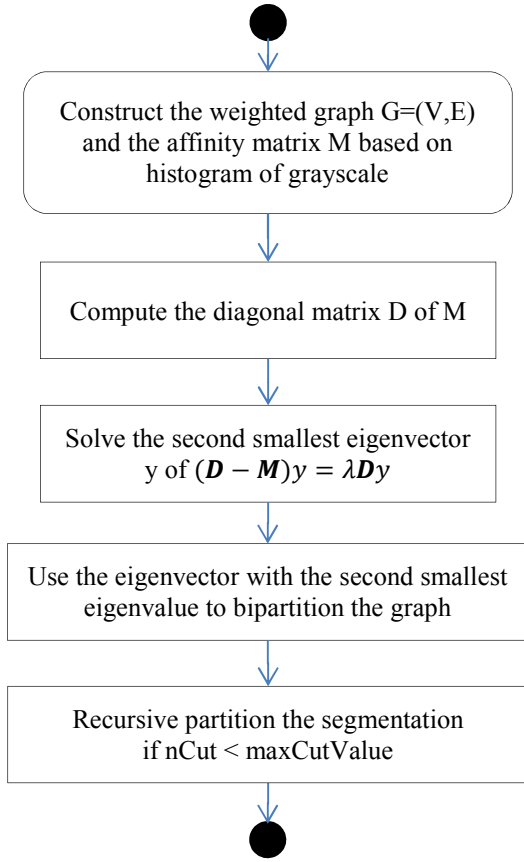 Construct the weighted graph G=(V,E)
and the affinity matrix M based on
histogram of grayscale
Compute the diagonal matrix D of M
Solve the second smallest eigenvector
y of (D − M)y = λDy
Use the eigenvector with the second smallest
eigenvalue to bipartition the graph
Recursive partition the segmentation
if nCut < maxCutValue